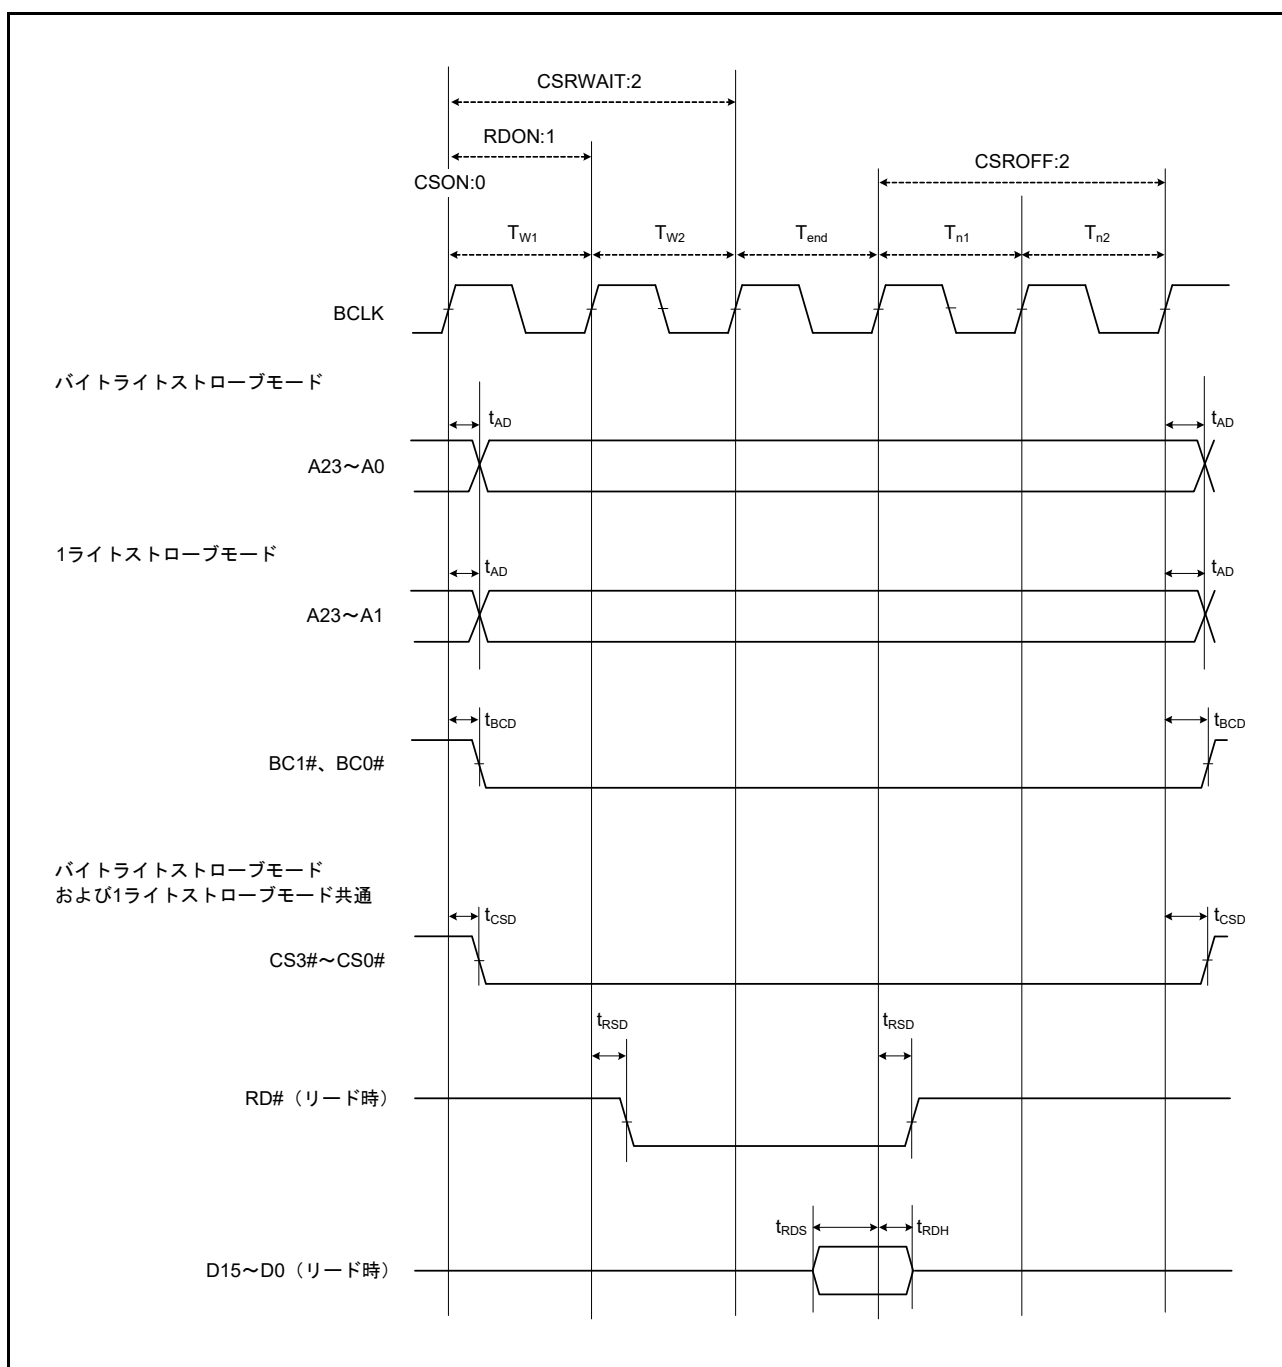 CSRWAIT:2
RDON:1
CSROFF:2
CSON:0
TW1
TW2
Tend
Tn1
Tn2
BCLK
バイトライトストローブモード
tAD
tAD
A23～A0
1ライトストローブモード
tAD
tAD
A23～A1
tBCD
tBCD
BC1#、BC0#
バイトライトストローブモード
および1ライトストローブモード共通
tCSD
tCSD
CS3#～CS0#
tRSD
tRSD
RD#（リード時）
tRDS
tRDH
D15～D0（リード時）